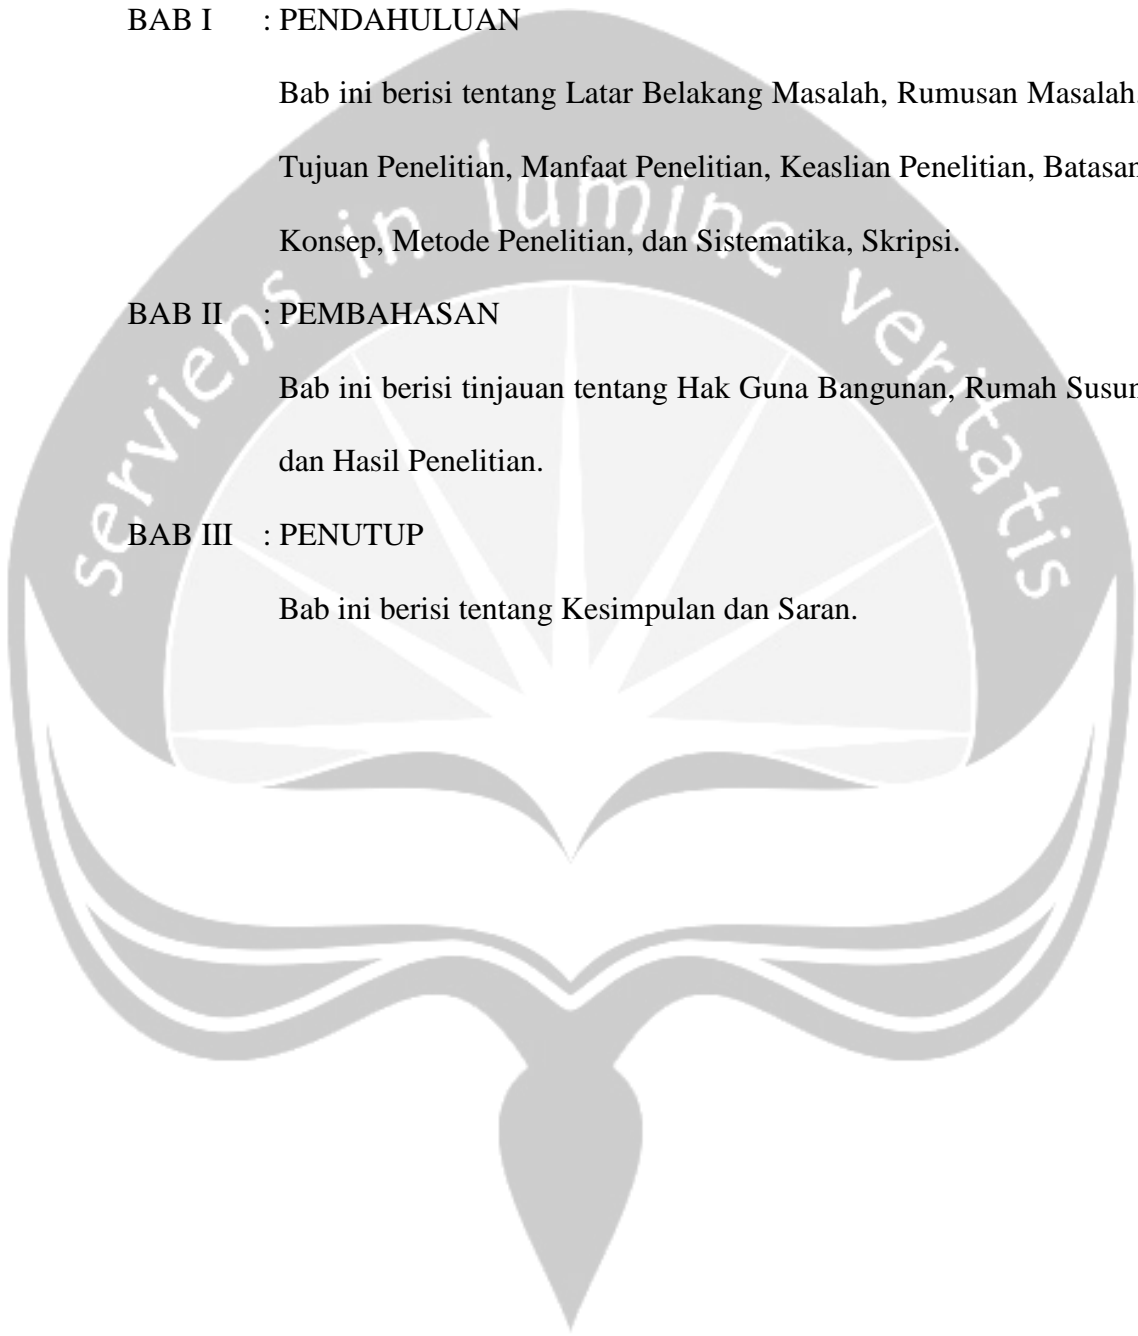 BAB I : PENDAHULUAN
Bab ini berisi tentang Latar Belakang Masalah, Rumusan Masalah,
Tujuan Penelitian, Manfaat Penelitian, Keaslian Penelitian, Batasan
Konsep, Metode Penelitian, dan Sistematika, Skripsi.
BAB II : PEMBAHASAN
Bab ini berisi tinjauan tentang Hak Guna Bangunan, Rumah Susun
dan Hasil Penelitian.
BAB III : PENUTUP
Bab ini berisi tentang Kesimpulan dan Saran.
serviens in lumine veritatis